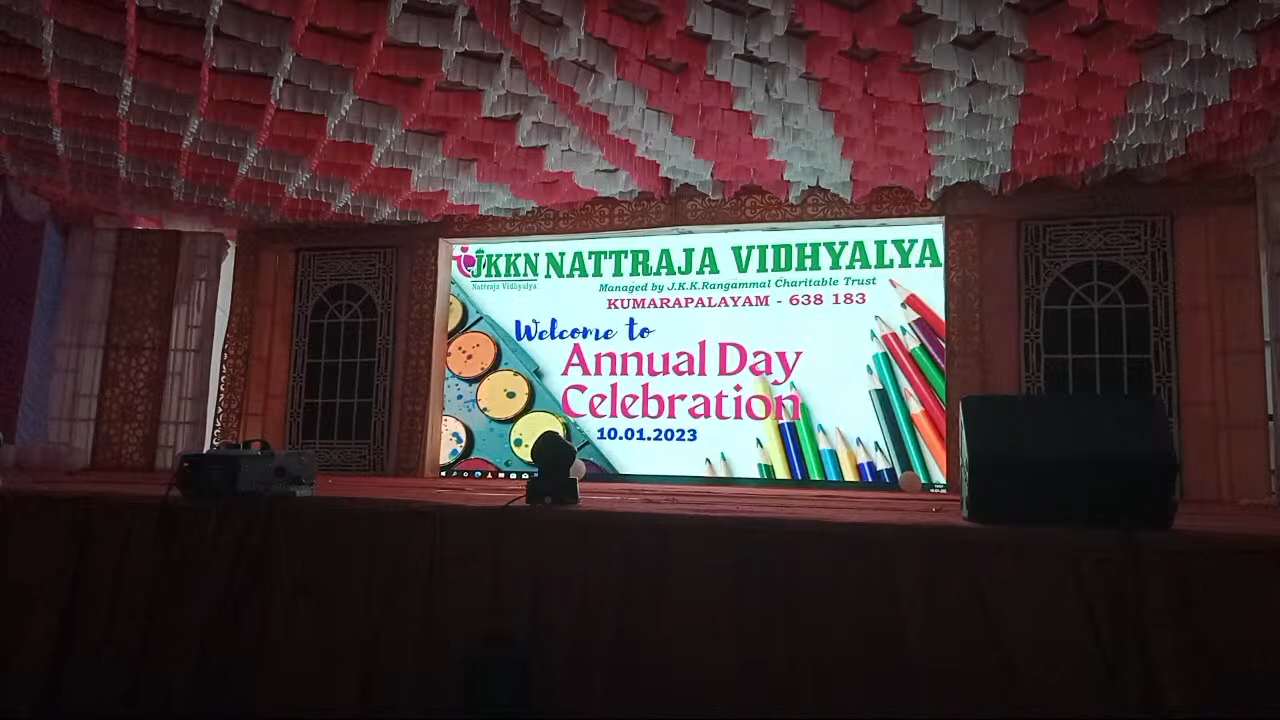 JKKN NATTRAJA VIDHYALYA
Nattraja Vidhyalya
Managed by J.K.K.Rangammal Charitable Trust
KUMARAPALAYAM - 638 183
Welcome to
Annual Day
Celebration
10.01.2023